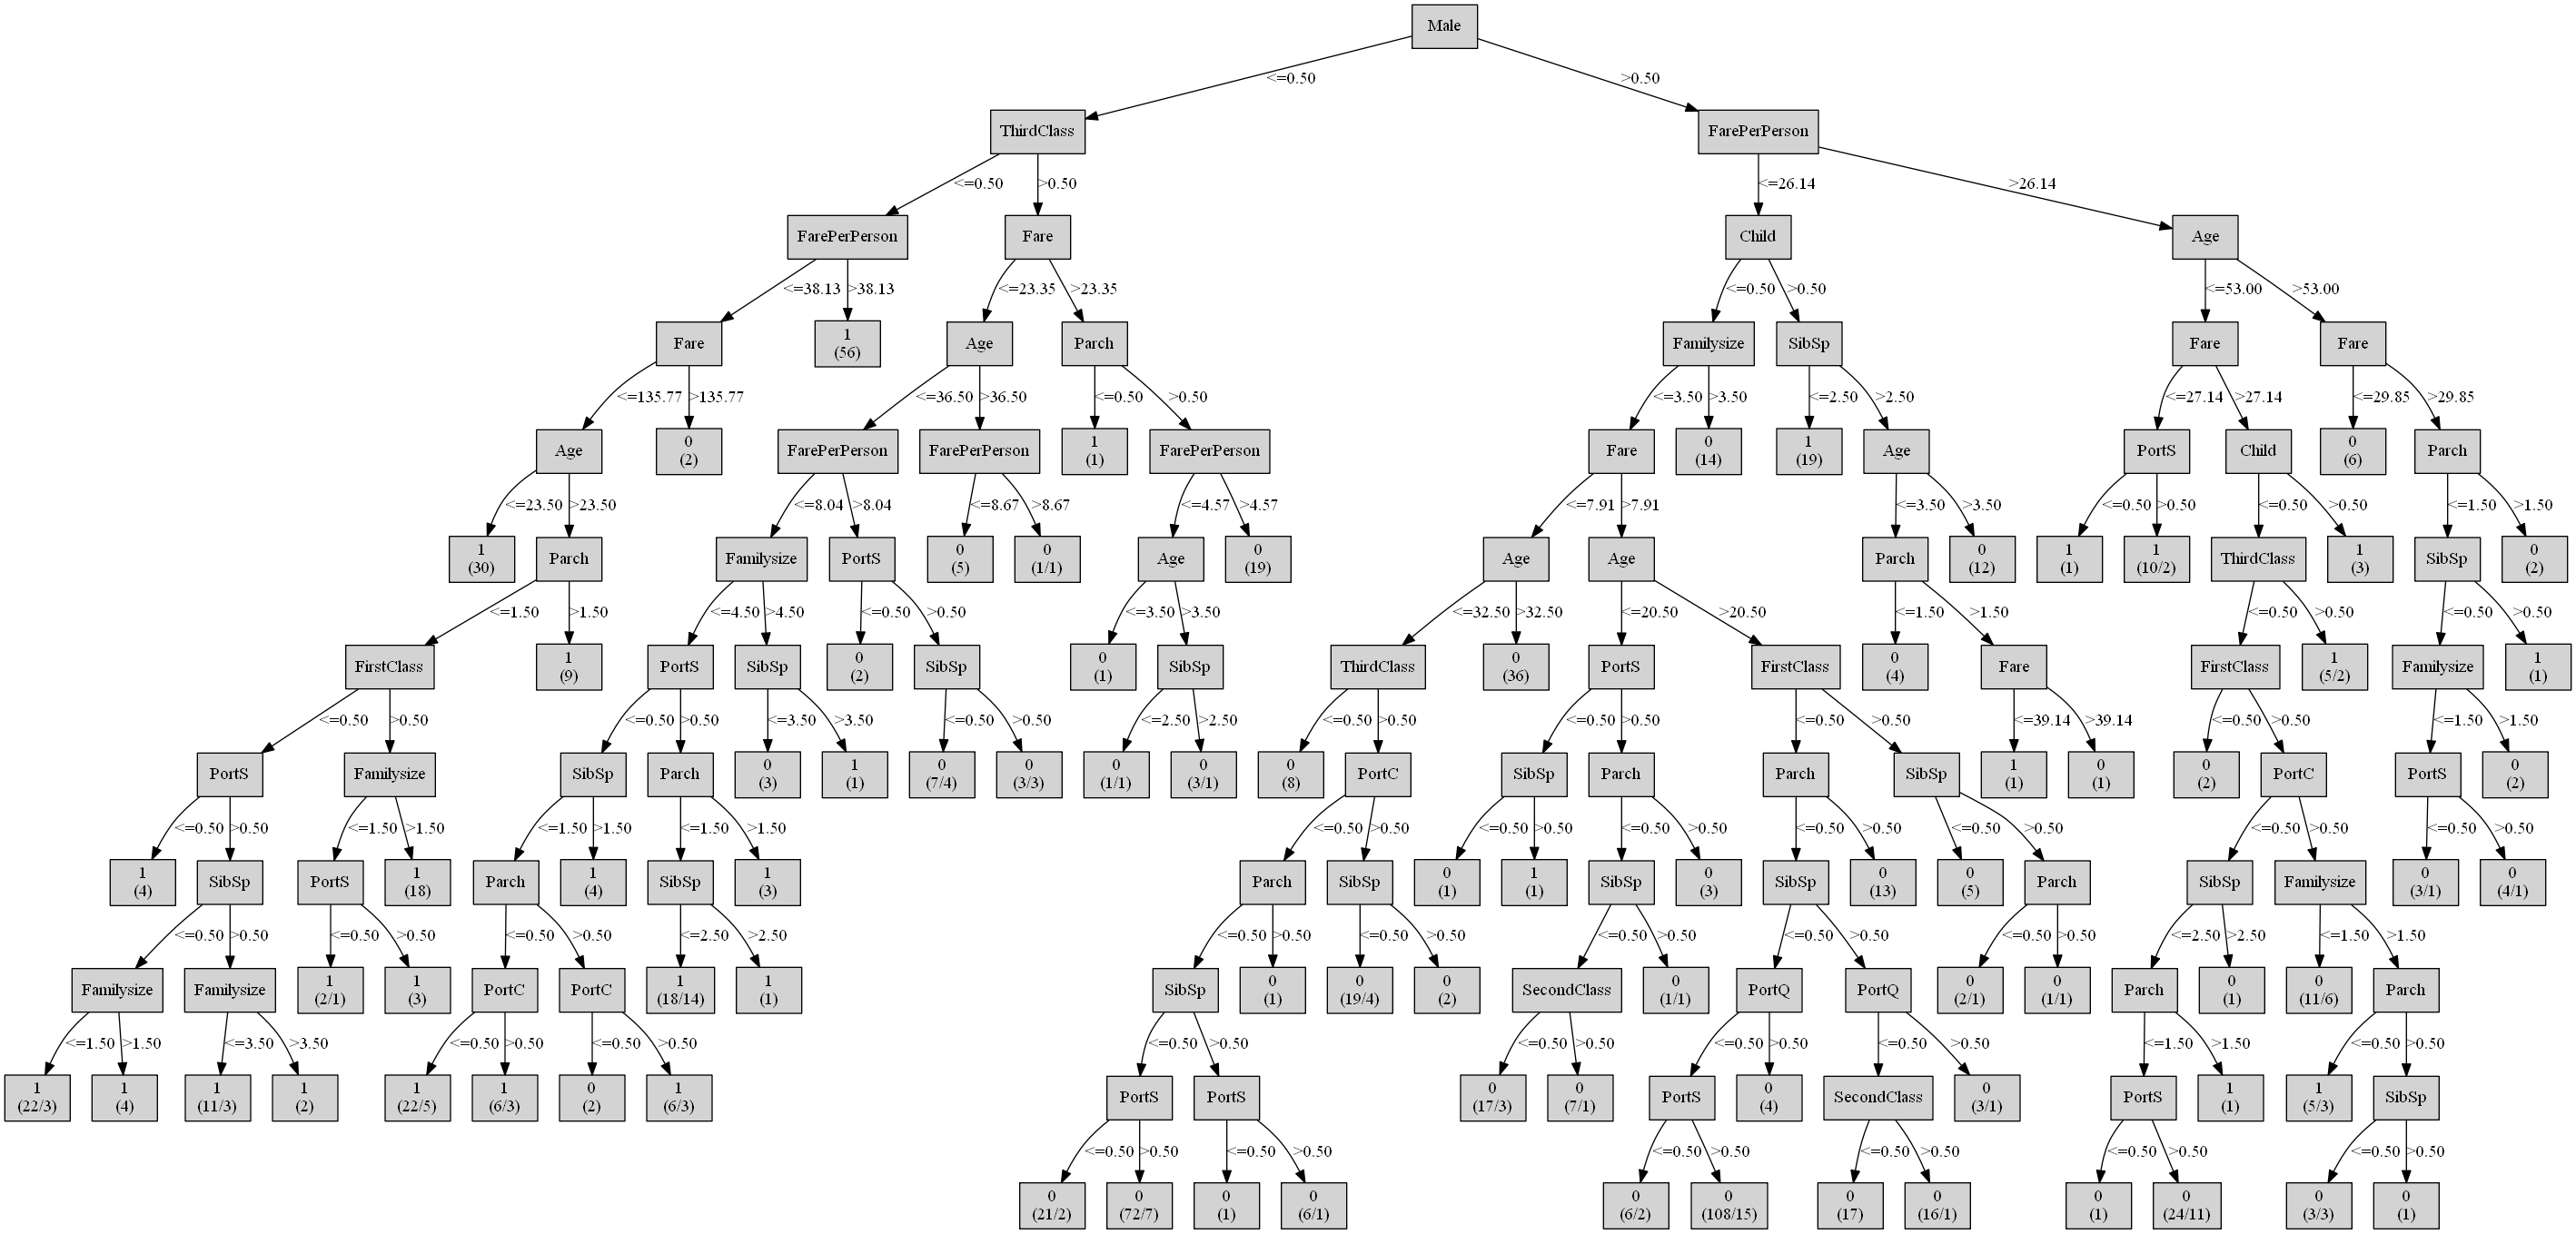 Male
<=0.50 >0.50
ThirdClass FarePerPerson
<=0.50 >0.50 <=26.14 >26.14
FarePerPerson Fare Child Age
<=38.13 >38.13 <=23.35 >23.35 <=0.50 >0.50 <=53.00 >53.00
Fare 1 Age Parch Familysize SibSp Fare Fare
(56)
<=135.77 >135.77 <=36.50 >36.50 <=0.50 >0.50 <=3.50 >3.50 <=2.50 >2.50 <=27.14 >27.14 <=29.85 >29.85
Age 0 FarePerPerson FarePerPerson 1 FarePerPerson Fare 0 1 Age PortS Child 0 Parch
(2) (1) (14) (19) (6)
<=23.50 >23.50 <=8.04 >8.04 <=8.67 >8.67 <=4.57 >4.57 <=7.91 >7.91 <=3.50 >3.50 <=0.50 >0.50 <=0.50 >0.50 <=1.50 >1.50
1 Parch Familysize PortS 0 0 Age 0 Age Age Parch 0 1 1 ThirdClass 1 SibSp 0
(30) (5) (1/1) (19) (12) (1) (10/2) (3) (2)
<=1.50 >1.50 <=4.50 >4.50 <=0.50 >0.50 <=3.50 >3.50 <=32.50 >32.50 <=20.50 >20.50 <=1.50 >1.50 <=0.50 >0.50 <=0.50 >0.50
FirstClass 1 PortS SibSp 0 SibSp 0 SibSp ThirdClass 0 PortS FirstClass 0 Fare FirstClass 1 Familysize 1
(9) (2) (1) (36) (4) (5/2) (1)
<=0.50 >0.50 <=0.50 >0.50 <=3.50 >3.50 <=0.50 >0.50 <=2.50 >2.50 <=0.50 >0.50 <=0.50 >0.50 <=0.50 >0.50 <=39.14 >39.14 <=0.50 >0.50 <=1.50 >1.50
PortS Familysize SibSp Parch 0 1 0 0 0 0 0 PortC SibSp Parch Parch SibSp 1 0 0 PortC PortS 0
(3) (1) (7/4) (3/3) (1/1) (3/1) (8) (1) (1) (2) (2)
<=0.50 >0.50 <=1.50 >1.50 <=1.50 >1.50 <=1.50 >1.50 <=0.50 >0.50 <=0.50 >0.50 <=0.50 >0.50 <=0.50 >0.50 <=0.50 >0.50 <=0.50 >0.50 <=0.50 >0.50
1 SibSp PortS 1 Parch 1 SibSp 1 Parch SibSp 0 1 SibSp 0 SibSp 0 0 Parch SibSp Familysize 0 0
(4) (18) (4) (3) (1) (1) (3) (13) (5) (3/1) (4/1)
<=0.50 >0.50 <=0.50 >0.50 <=0.50 >0.50 <=2.50 >2.50 <=0.50 >0.50 <=0.50 >0.50 <=0.50 >0.50 <=0.50 >0.50 <=0.50 >0.50 <=2.50 >2.50 <=1.50 >1.50
Familysize Familysize 1 1 PortC PortC 1 1 SibSp 0 0 0 SecondClass 0 PortQ PortQ 0 0 Parch 0 0 Parch
(2/1) (3) (18/14) (1) (1) (19/4) (2) (1/1) (2/1) (1/1) (1) (11/6)
<=1.50 >1.50 <=3.50 >3.50 <=0.50 >0.50 <=0.50 >0.50 <=0.50 >0.50 <=0.50 >0.50 <=0.50 >0.50 <=0.50 >0.50 <=1.50 >1.50 <=0.50 >0.50
1 1 1 1 1 1 0 1 PortS PortS 0 0 PortS 0 SecondClass 0 PortS 1 1 SibSp
(22/3) (4) (11/3) (2) (22/5) (6/3) (2) (6/3) (17/3) (7/1) (4) (3/1) (1) (5/3)
<=0.50 >0.50 <=0.50 >0.50 <=0.50 >0.50 <=0.50 >0.50 <=0.50 >0.50 <=0.50 >0.50
0 0 0 0 0 0 0 0 0 0 0 0
(21/2) (72/7) (1) (6/1) (6/2) (108/15) (17) (16/1) (1) (24/11) (3/3) (1)